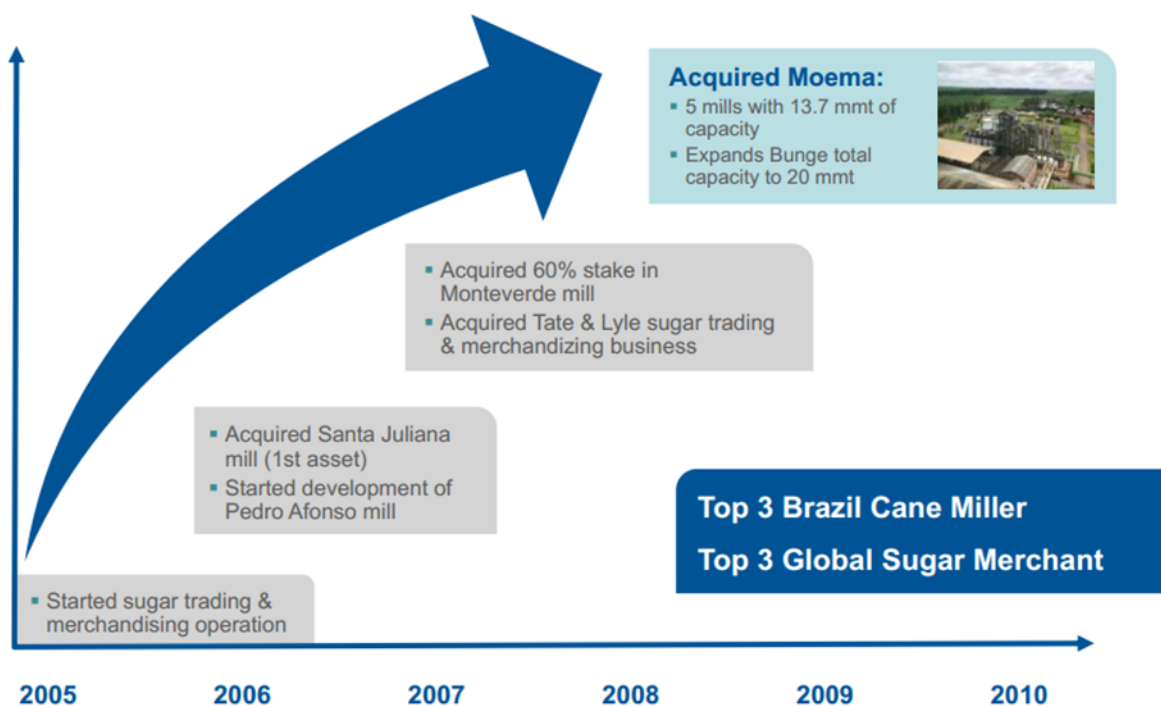 Acquired Moema:
▪ 5 mills with 13.7 mmt of
capacity
▪ Expands Bunge total
capacity to 20 mmt
▪ Acquired 60% stake in
Monteverde mill
▪ Acquired Tate & Lyle sugar trading
& merchandizing business
▪ Acquired Santa Juliana
mill (1st asset)
▪ Started development of
Pedro Afonso mill
Top 3 Brazil Cane Miller
Top 3 Global Sugar Merchant
▪ Started sugar trading &
merchandising operation
2005 2006 2007 2008 2009 2010